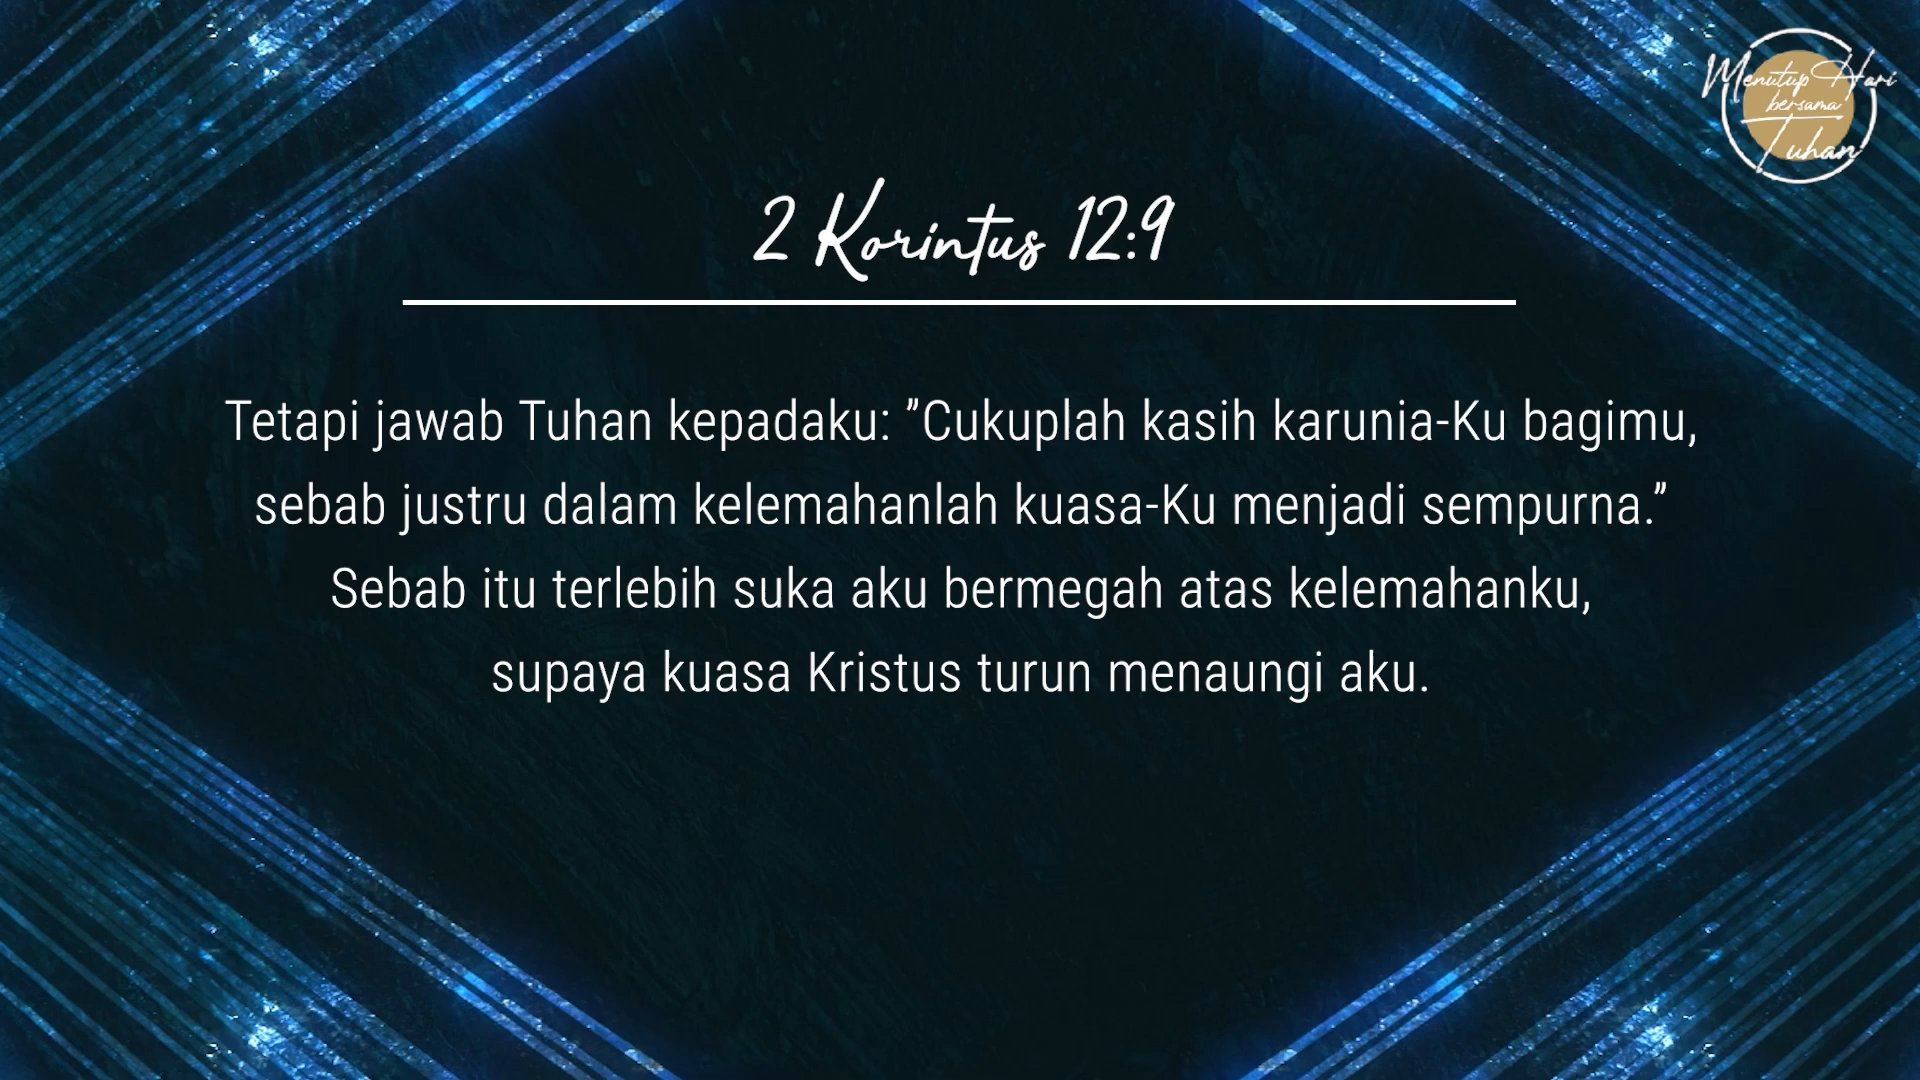 Menutup Hari
bersama
Tuhan
2 Korintus 12:9
Tetapi jawab Tuhan kepadaku: ”Cukuplah kasih karunia-Ku bagimu,
sebab justru dalam kelemahanlah kuasa-Ku menjadi sempurna.”
Sebab itu terlebih suka aku bermegah atas kelemahanku,
supaya kuasa Kristus turun menaungi aku.